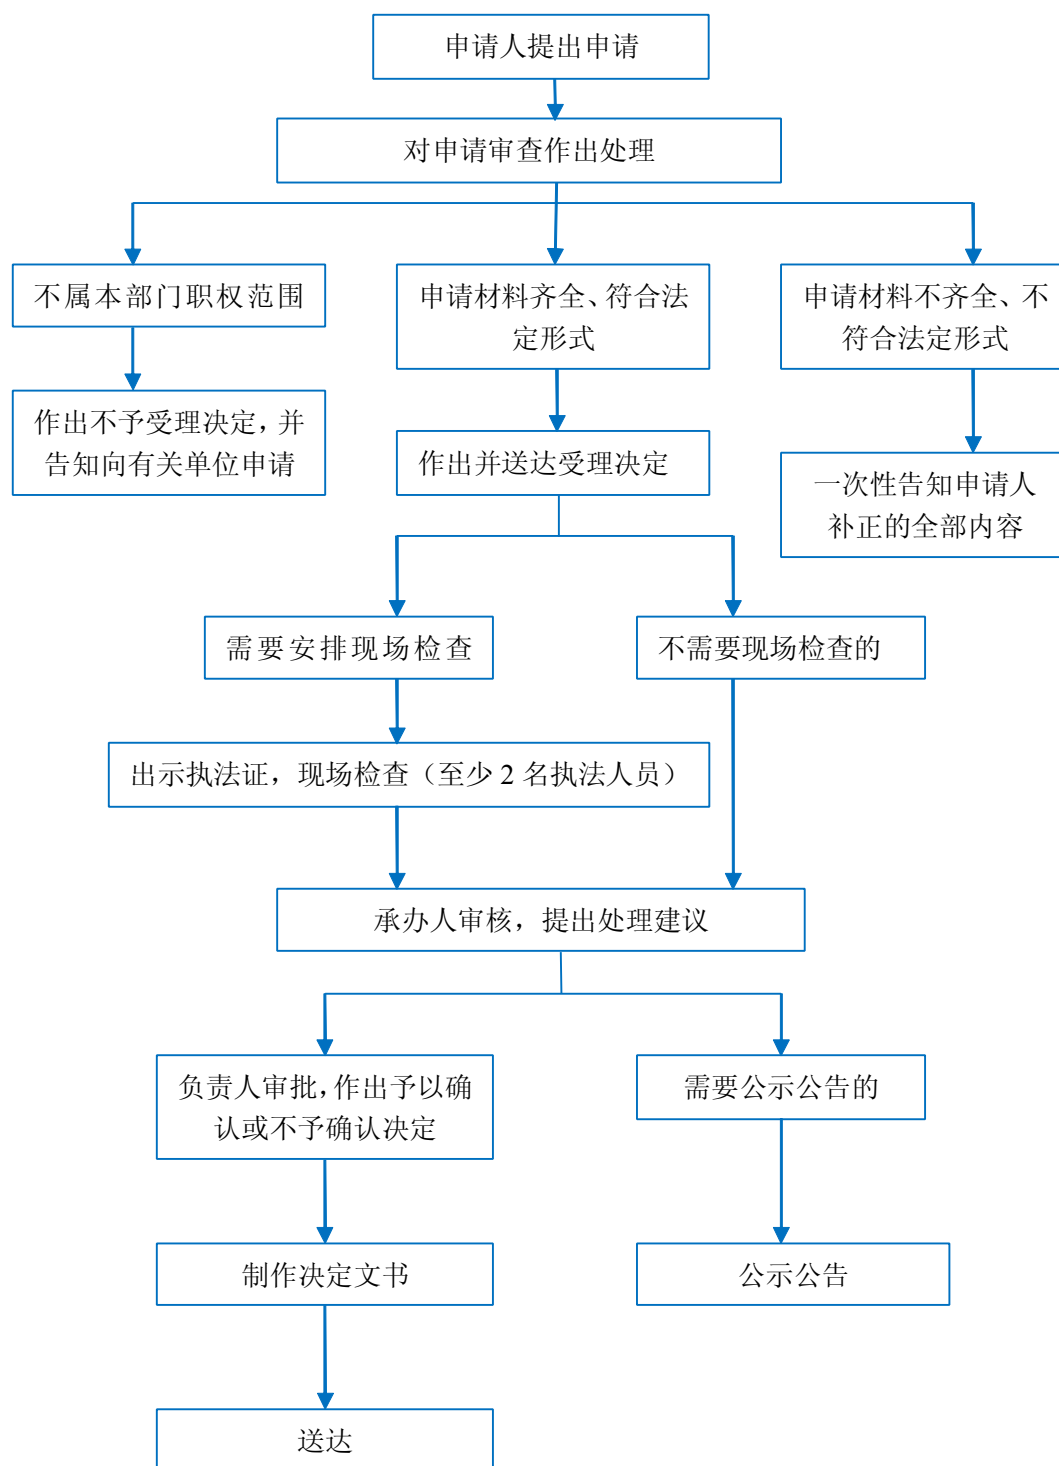 申请人提出申请
对申请审查作出处理
不属本部门职权范围
申请材料齐全、符合法
定形式
申请材料不齐全、不
符合法定形式
作出不予受理决定，并
告知向有关单位申请
作出并送达受理决定
一次性告知申请人
补正的全部内容
需要安排现场检查
不需要现场检查的
出示执法证，现场检查（至少 2 名执法人员）
承办人审核，提出处理建议
负责人审批，作出予以确
认或不予确认决定
需要公示公告的
制作决定文书
公示公告
送达